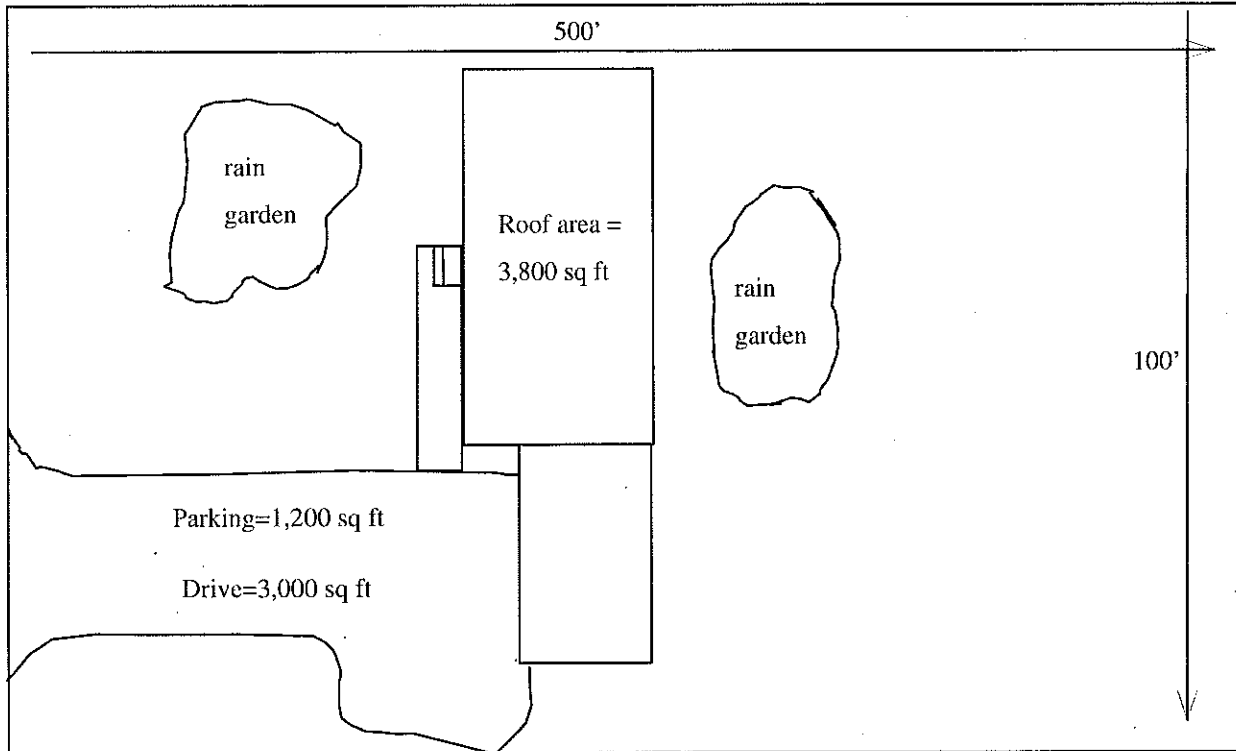 500'
rain
garden
Roof area =
3,800 sq ft
rain
garden
100'
Parking=1,200 sq ft
Drive=3,000 sq ft